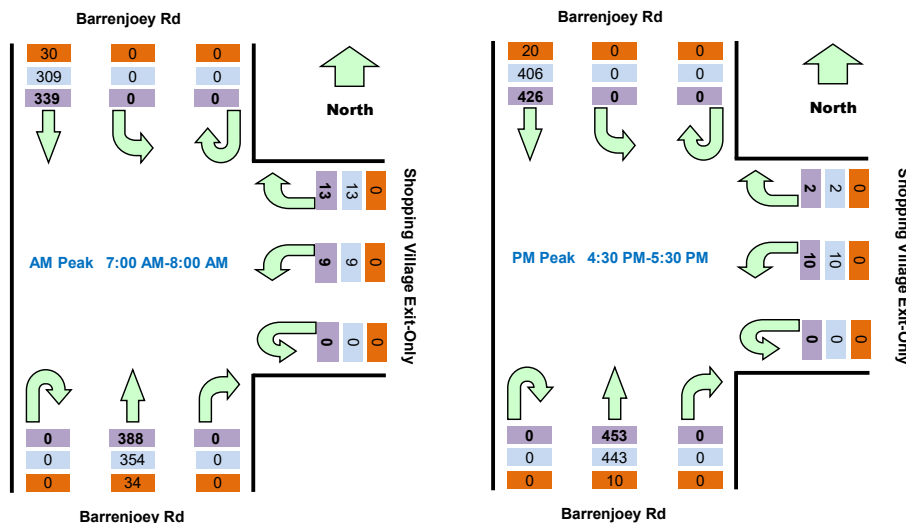 Barrenjoey Rd
30 0 0
309 0 0
339 0 0
North
13 13 0
AM Peak 7:00 AM-8:00 AM
9 9 0
0 0 0
Shopping Village Exit-Only
0 388 0
0 354 0
0 34 0
Barrenjoey Rd
Barrenjoey Rd
20 0 0
406 0 0
426 0 0
North
2 2 0
PM Peak 4:30 PM-5:30 PM
10 10 0
0 0 0
Shopping Village Exit-Only
0 453 0
0 443 0
0 10 0
Barrenjoey Rd